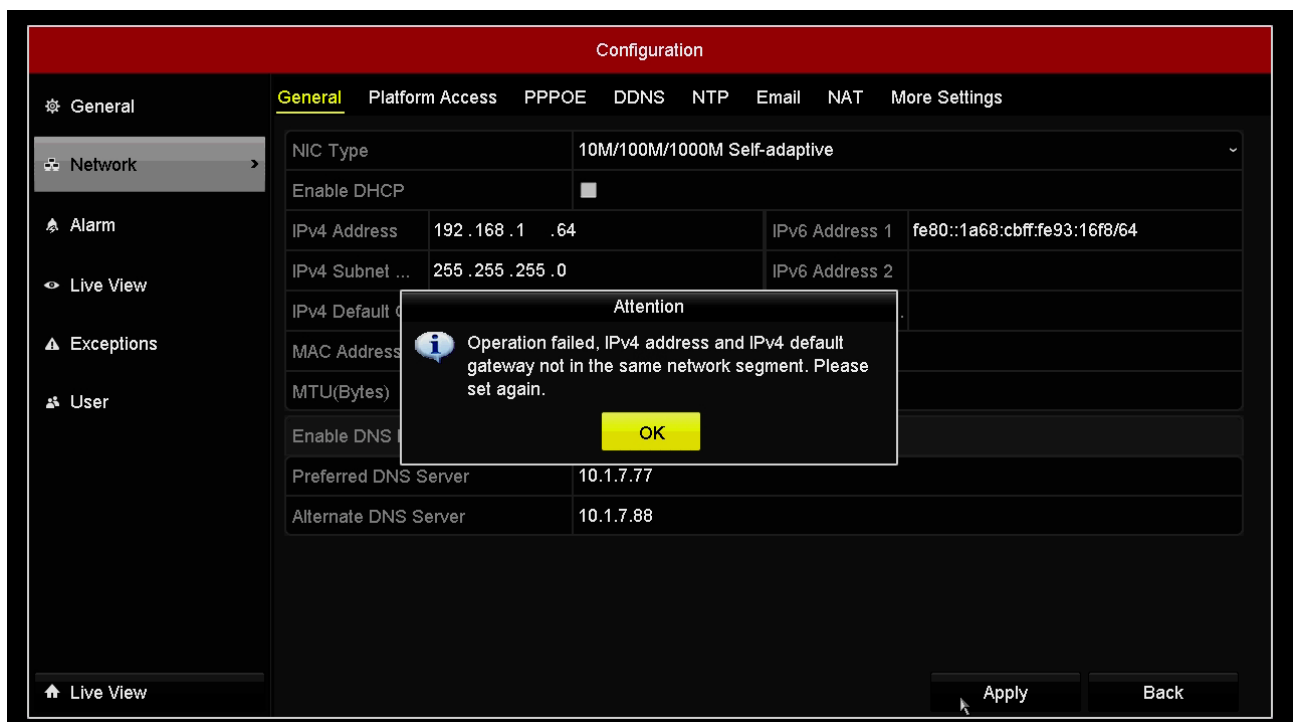 Configuration
General
Network
Alarm
Live View
Exceptions
User
Live View
General Platform Access PPPOE DDNS NTP Email NAT More Settings
NIC Type 10M/100M/1000M Self-adaptive
Enable DHCP
IPv4 Address 192.168.1 .64 IPv6 Address 1 fe80::1a68:cbff:fe93:16f8/64
IPv4 Subnet ... 255.255.255.0 IPv6 Address 2
IPv4 Default
MAC Address
MTU(Bytes)
Enable DNS
Preferred DNS Server 10.1.7.77
Alternate DNS Server 10.1.7.88
Attention
Operation failed, IPv4 address and IPv4 default
gateway not in the same network segment. Please
set again.
OK
Apply Back